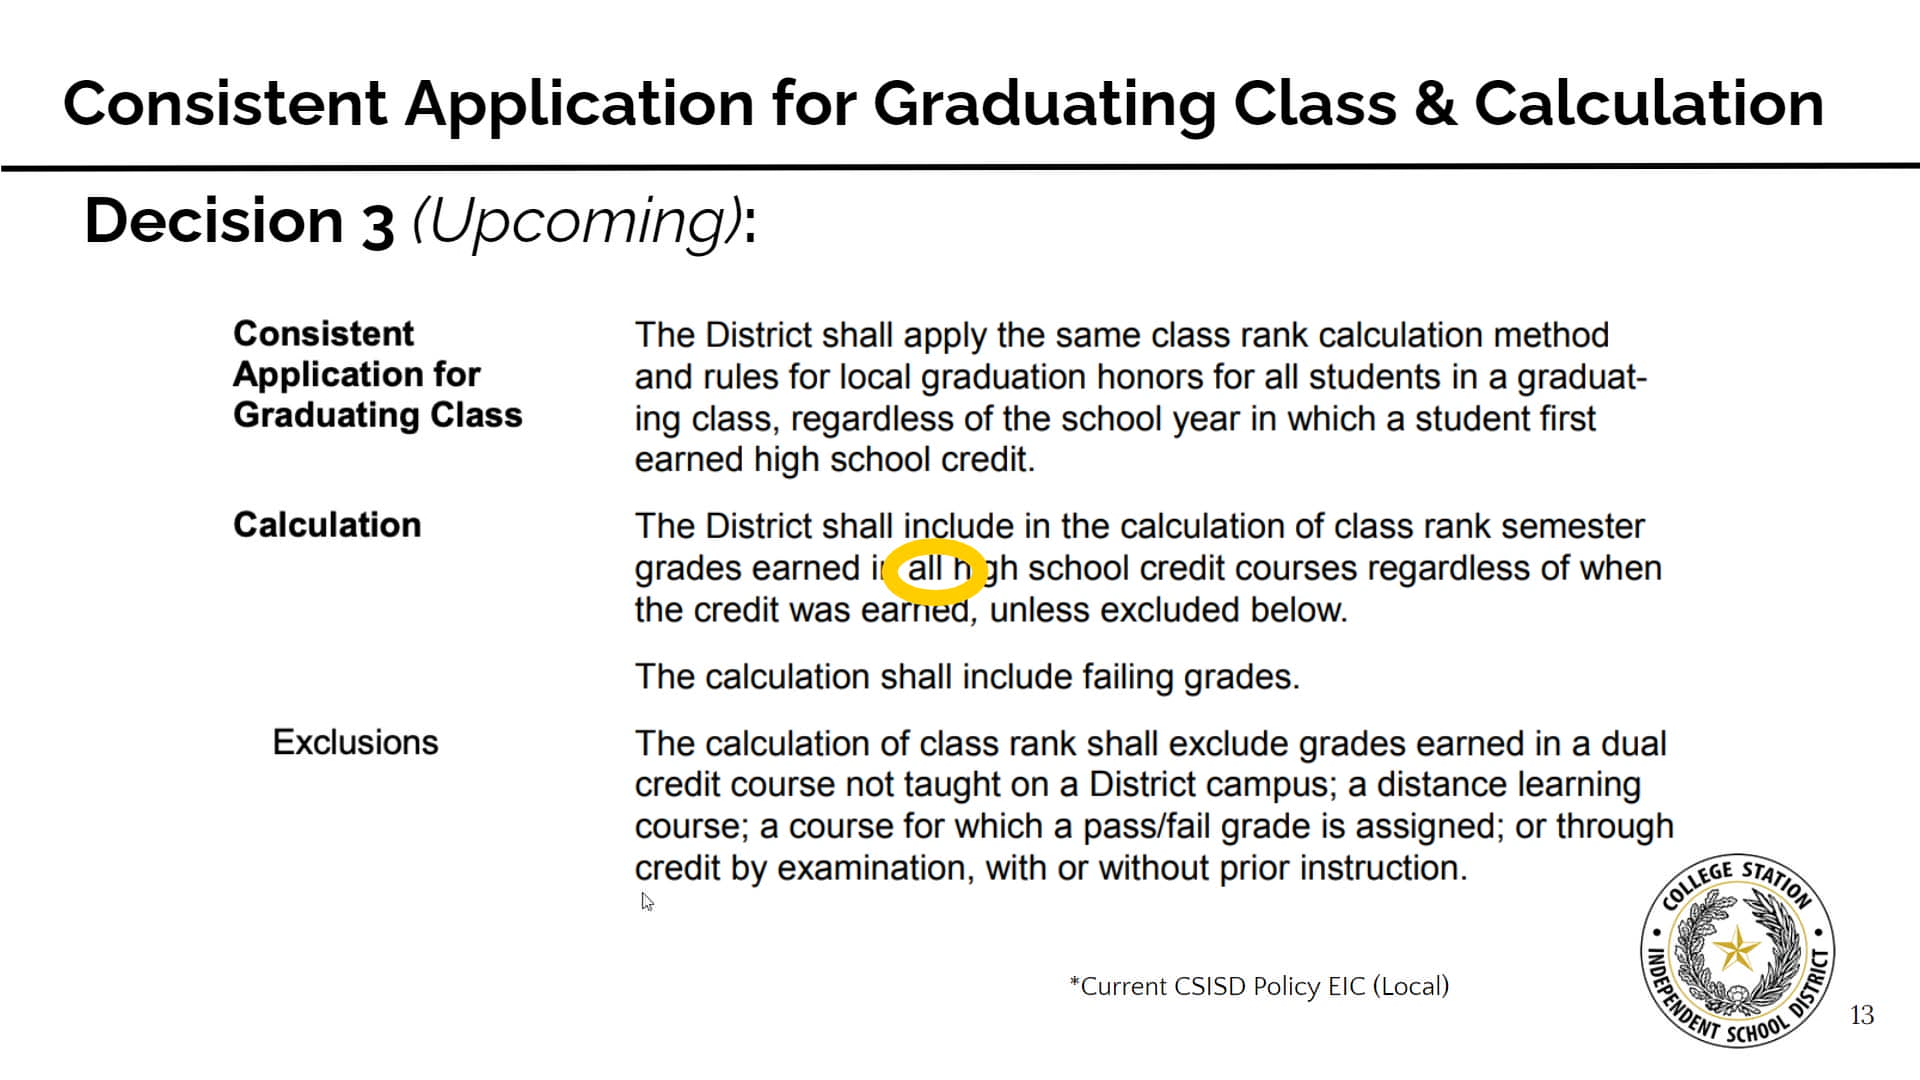 Consistent Application for Graduating Class & Calculation
Decision 3 (Upcoming):
Consistent
Application for
Graduating Class
The District shall apply the same class rank calculation method
and rules for local graduation honors for all students in a graduat-
ing class, regardless of the school year in which a student first
earned high school credit.
Calculation
The District shall include in the calculation of class rank semester
grades earned in all high school credit courses regardless of when
the credit was earned, unless excluded below.
The calculation shall include failing grades.
Exclusions
The calculation of class rank shall exclude grades earned in a dual
credit course not taught on a District campus; a distance learning
course; a course for which a pass/fail grade is assigned; or through
credit by examination, with or without prior instruction.
*Current CSISD Policy EIC (Local)
COLLEGE STATION
INDEPENDENT SCHOOL DISTRICT
13